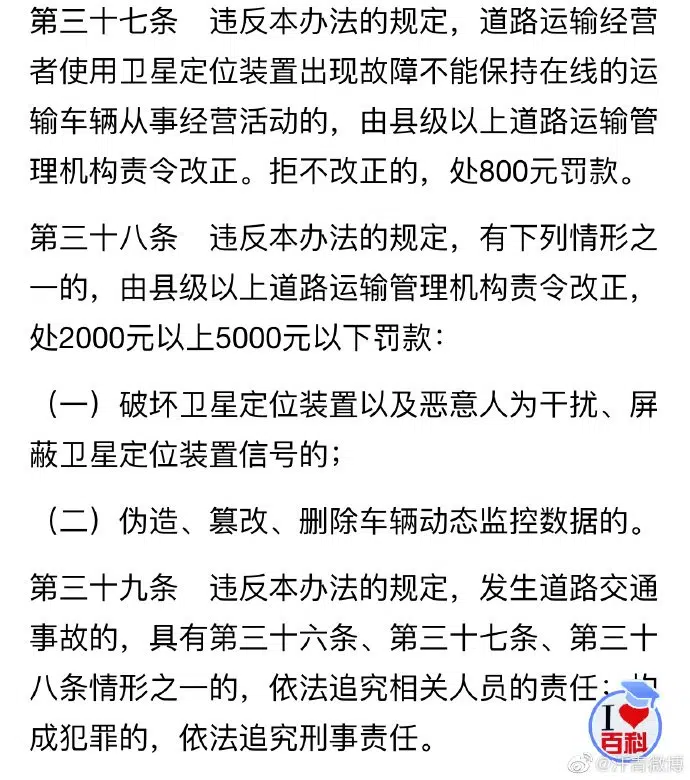 第三十七条　违反本办法的规定，道路运输经营
者使用卫星定位装置出现故障不能保持在线的运
输车辆从事经营活动的，由县级以上道路运输管
理机构责令改正。拒不改正的，处800元罚款。
第三十八条　违反本办法的规定，有下列情形之
一的，由县级以上道路运输管理机构责令改正，
处2000元以上5000元以下罚款：
（一）破坏卫星定位装置以及恶意人为干扰、屏
蔽卫星定位装置信号的；
（二）伪造、篡改、删除车辆动态监控数据的。
第三十九条　违反本办法的规定，发生道路交通
事故的，具有第三十六条、第三十七条、第三十
八条情形之一的，依法追究相关人员的责任；
成犯罪的，依法追究刑事责任。
I
百科
@汗青微博